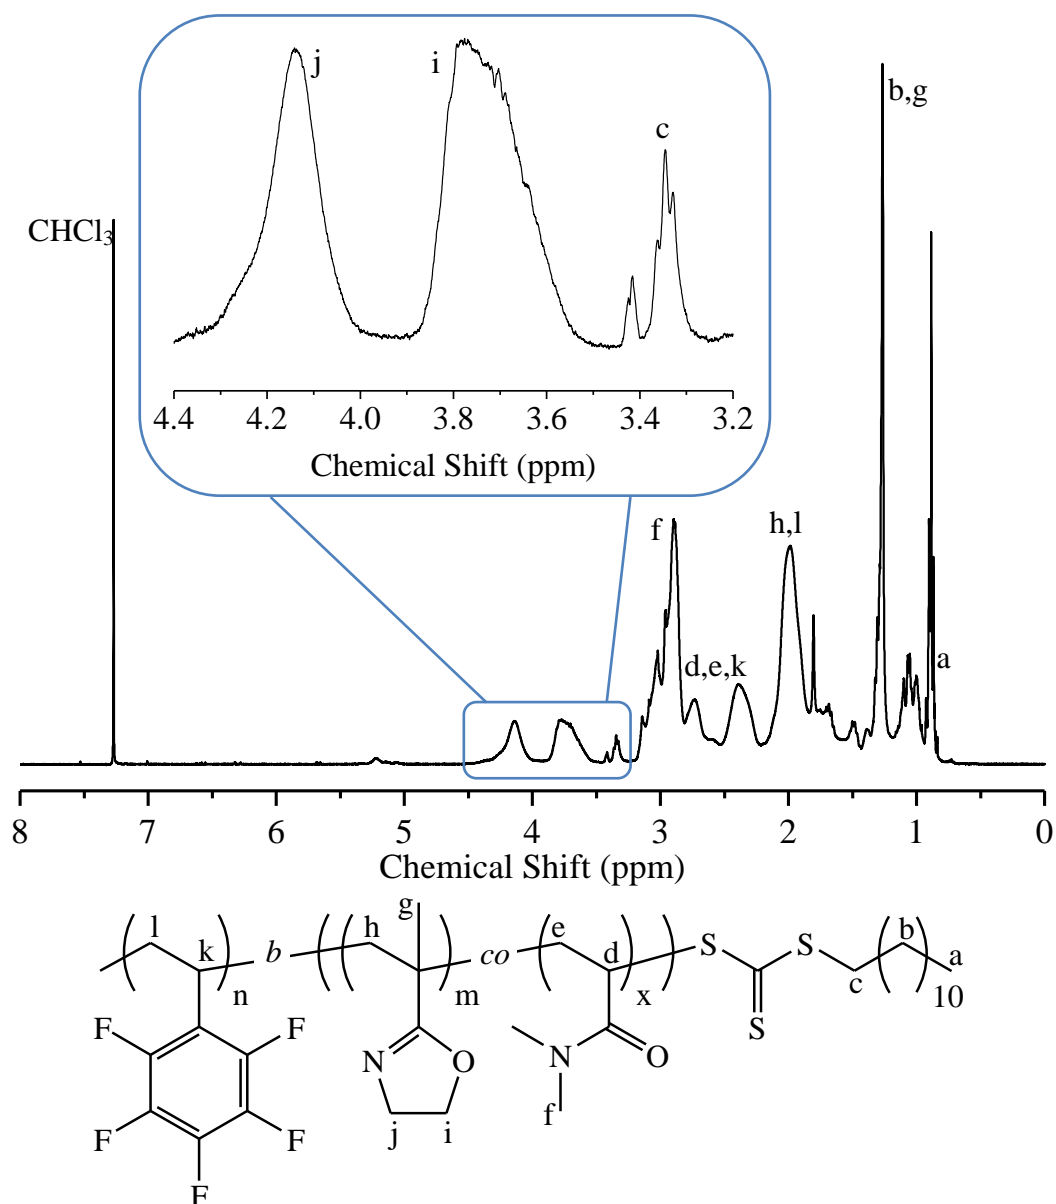 j
i
c
b,g
CHCl₃
4.4 4.2 4.0 3.8 3.6 3.4 3.2
Chemical Shift (ppm)
f
h,l
d,e,k
a
8 7 6 5 4 3 2 1 0
Chemical Shift (ppm)
g
l h e b
k b co d S S a
n m x c 10
F F N O N O S
F F f
F j i